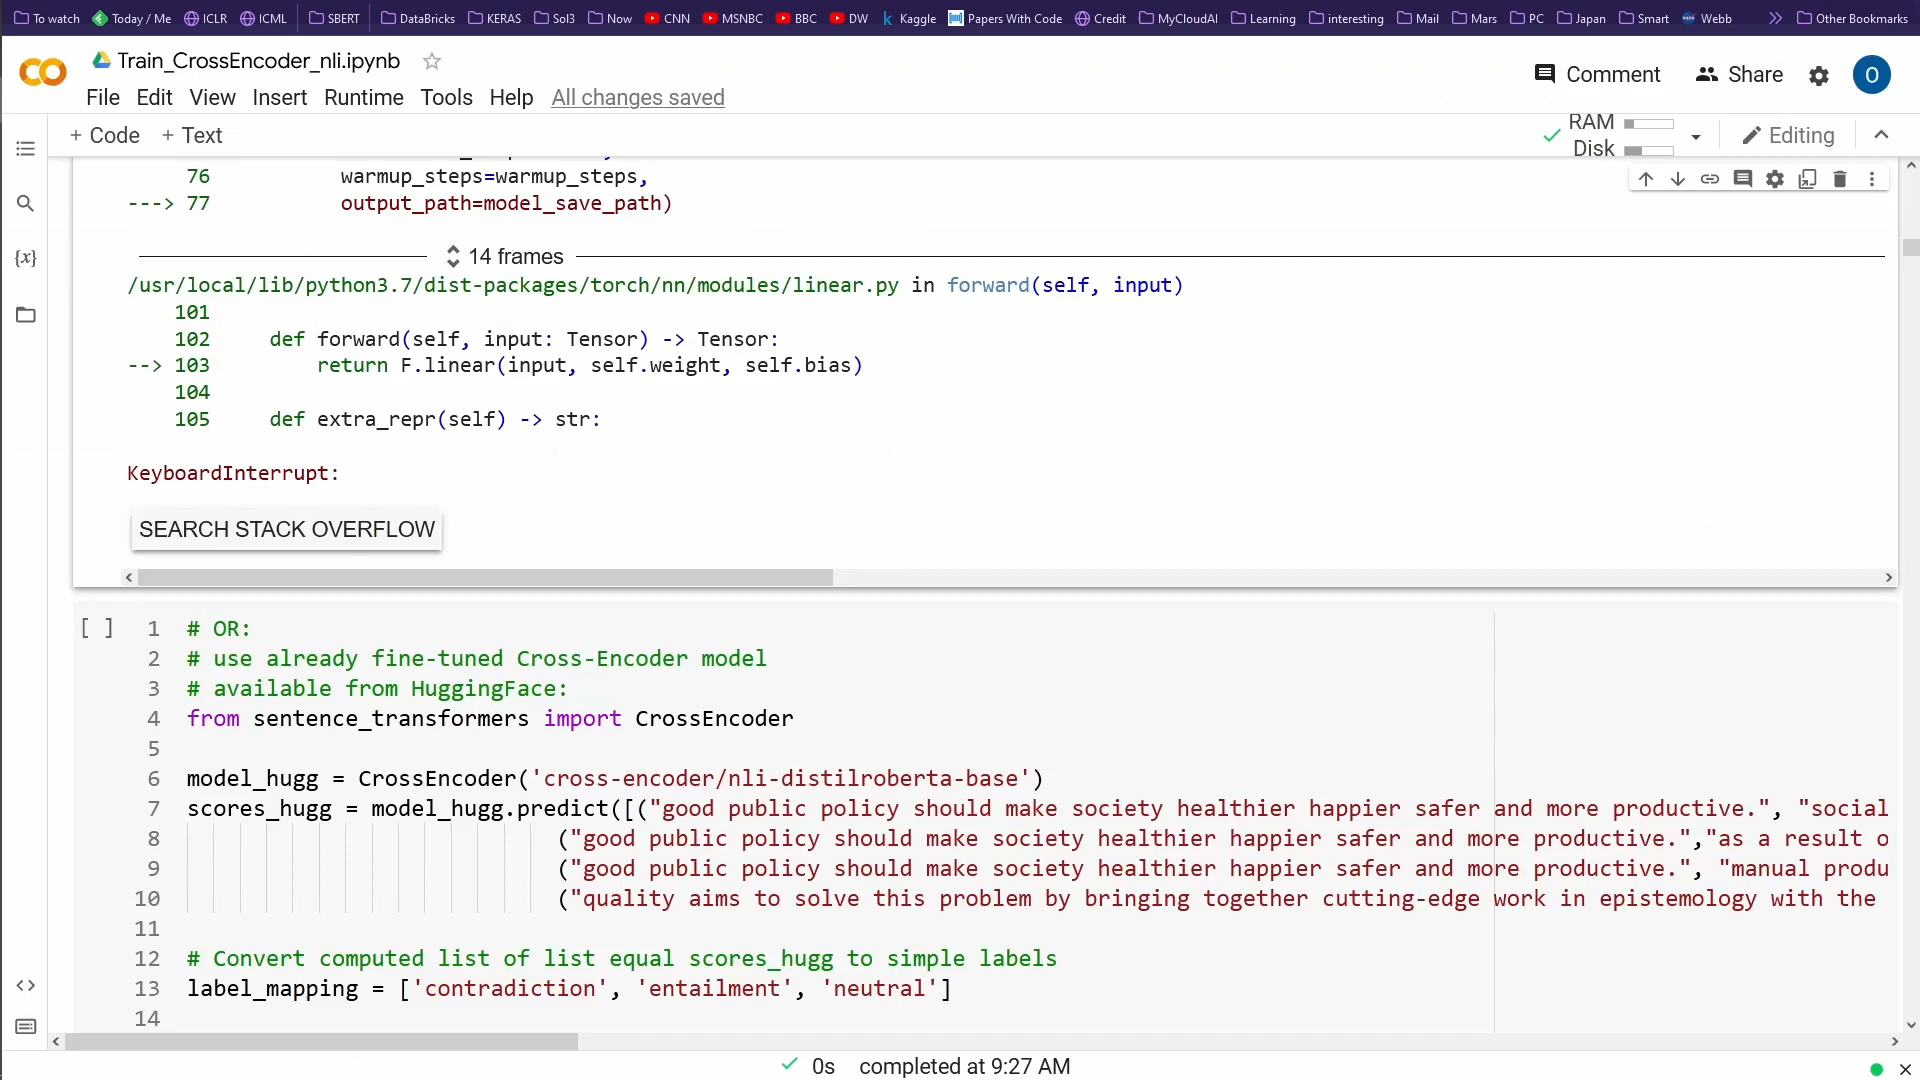 To watch Today / Me ICLR ICML SBERT DataBricks KERAS Sol3 Now CNN MSNBC BBC DW Kaggle Papers With Code Credit MyCloudAI Learning interesting Mail Mars PC Japan Smart Webb Other Bookmarks
Train_CrossEncoder_nli.ipynb
Comment Share O
File Edit View Insert Runtime Tools Help All changes saved
+ Code + Text
RAM
Disk
Editing
76 warmup_steps=warmup_steps,
---> 77 output_path=model_save_path)
14 frames
/usr/local/lib/python3.7/dist-packages/torch/nn/modules/linear.py in forward(self, input)
101
102 def forward(self, input: Tensor) -> Tensor:
--> 103 return F.linear(input, self.weight, self.bias)
104
105 def extra_repr(self) -> str:
KeyboardInterrupt:
SEARCH STACK OVERFLOW
[ ] 1 # OR:
2 # use already fine-tuned Cross-Encoder model
3 # available from HuggingFace:
4 from sentence_transformers import CrossEncoder
5
6 model_hugg = CrossEncoder('cross-encoder/nli-distilroberta-base')
7 scores_hugg = model_hugg.predict([("good public policy should make society healthier happier safer and more productive.", "social
8 ("good public policy should make society healthier happier safer and more productive.","as a result o
9 ("good public policy should make society healthier happier safer and more productive.", "manual produ
10 ("quality aims to solve this problem by bringing together cutting-edge work in epistemology with the
11
12 # Convert computed list of list equal scores_hugg to simple labels
13 label_mapping = ['contradiction', 'entailment', 'neutral']
14
0s completed at 9:27 AM